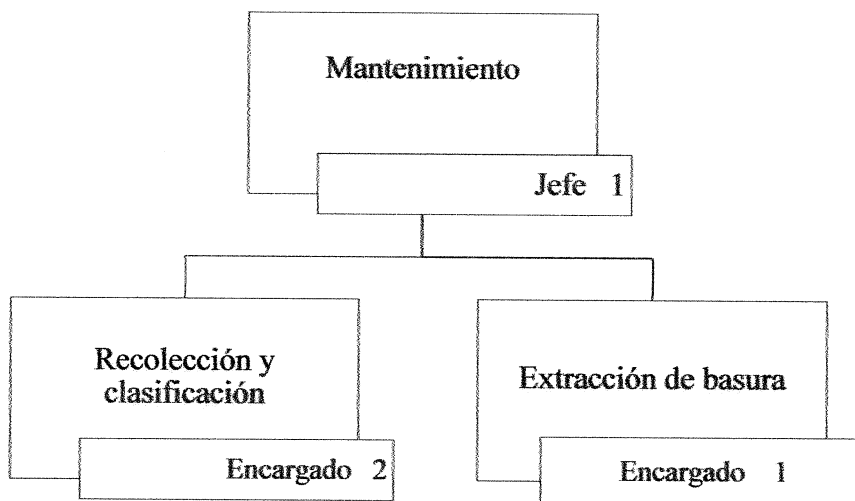 Mantenimiento
Jefe 1
Recolección y
clasificación
Encargado 2
Extracción de basura
Encargado 1